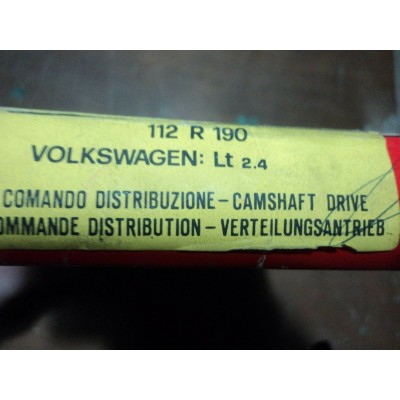 112 R 190
VOLKSWAGEN: Lt 2.4
COMANDO DISTRIBUZIONE - CAMSHAFT DRIVE
OMMANDE DISTRIBUTION - VERTEILUNGSANTRIEB